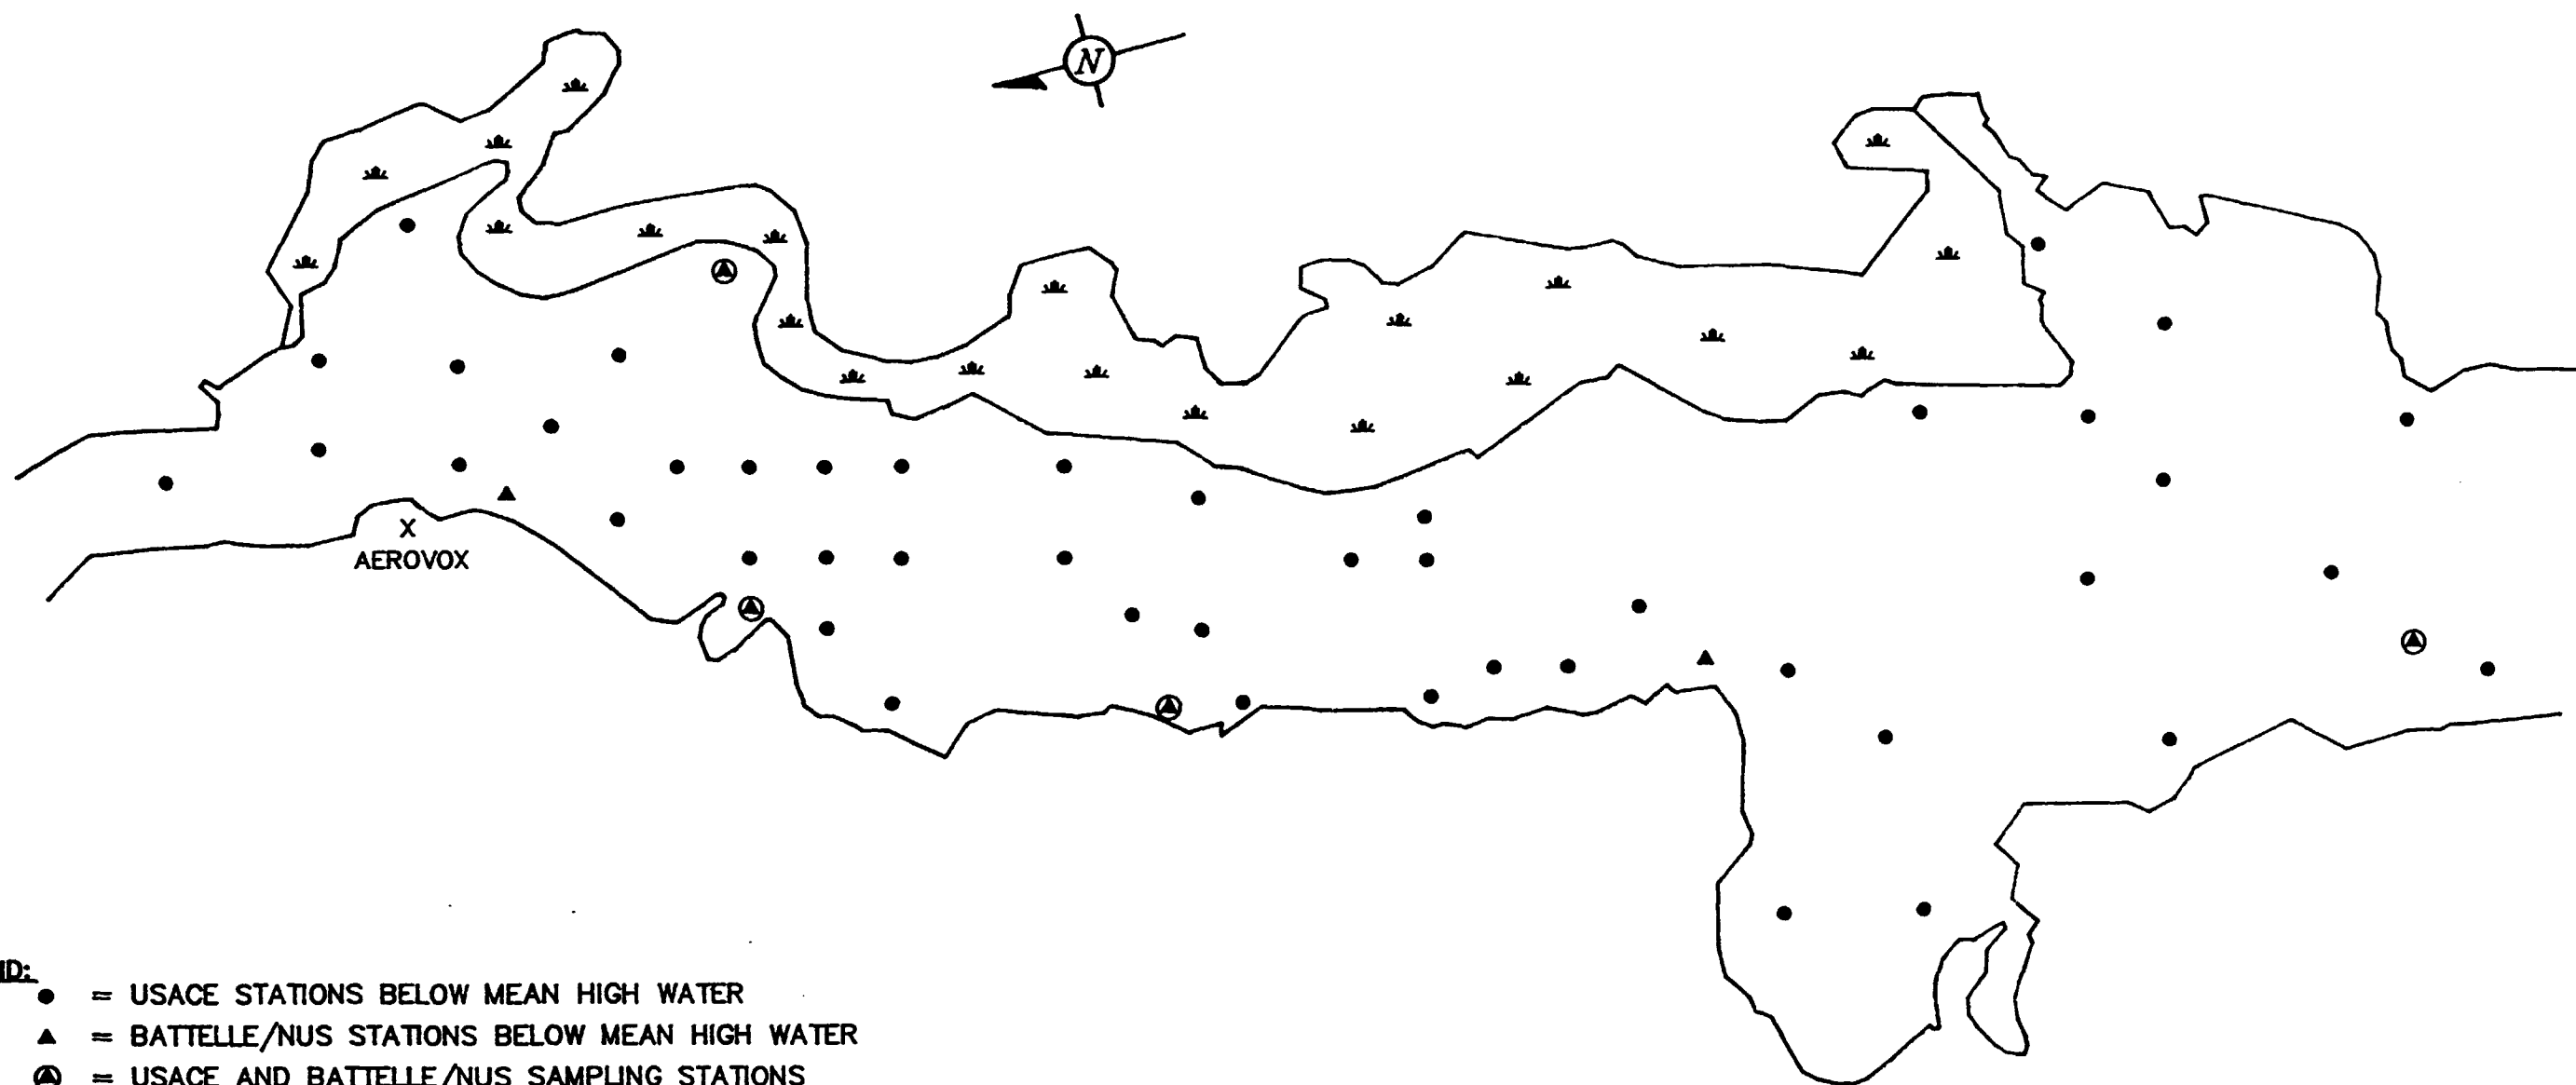 N
X
AEROVOX
ID:
● = USACE STATIONS BELOW MEAN HIGH WATER
▲ = BATTELLE/NUS STATIONS BELOW MEAN HIGH WATER
= USACE AND BATTELLE/NUS SAMPLING STATIONS